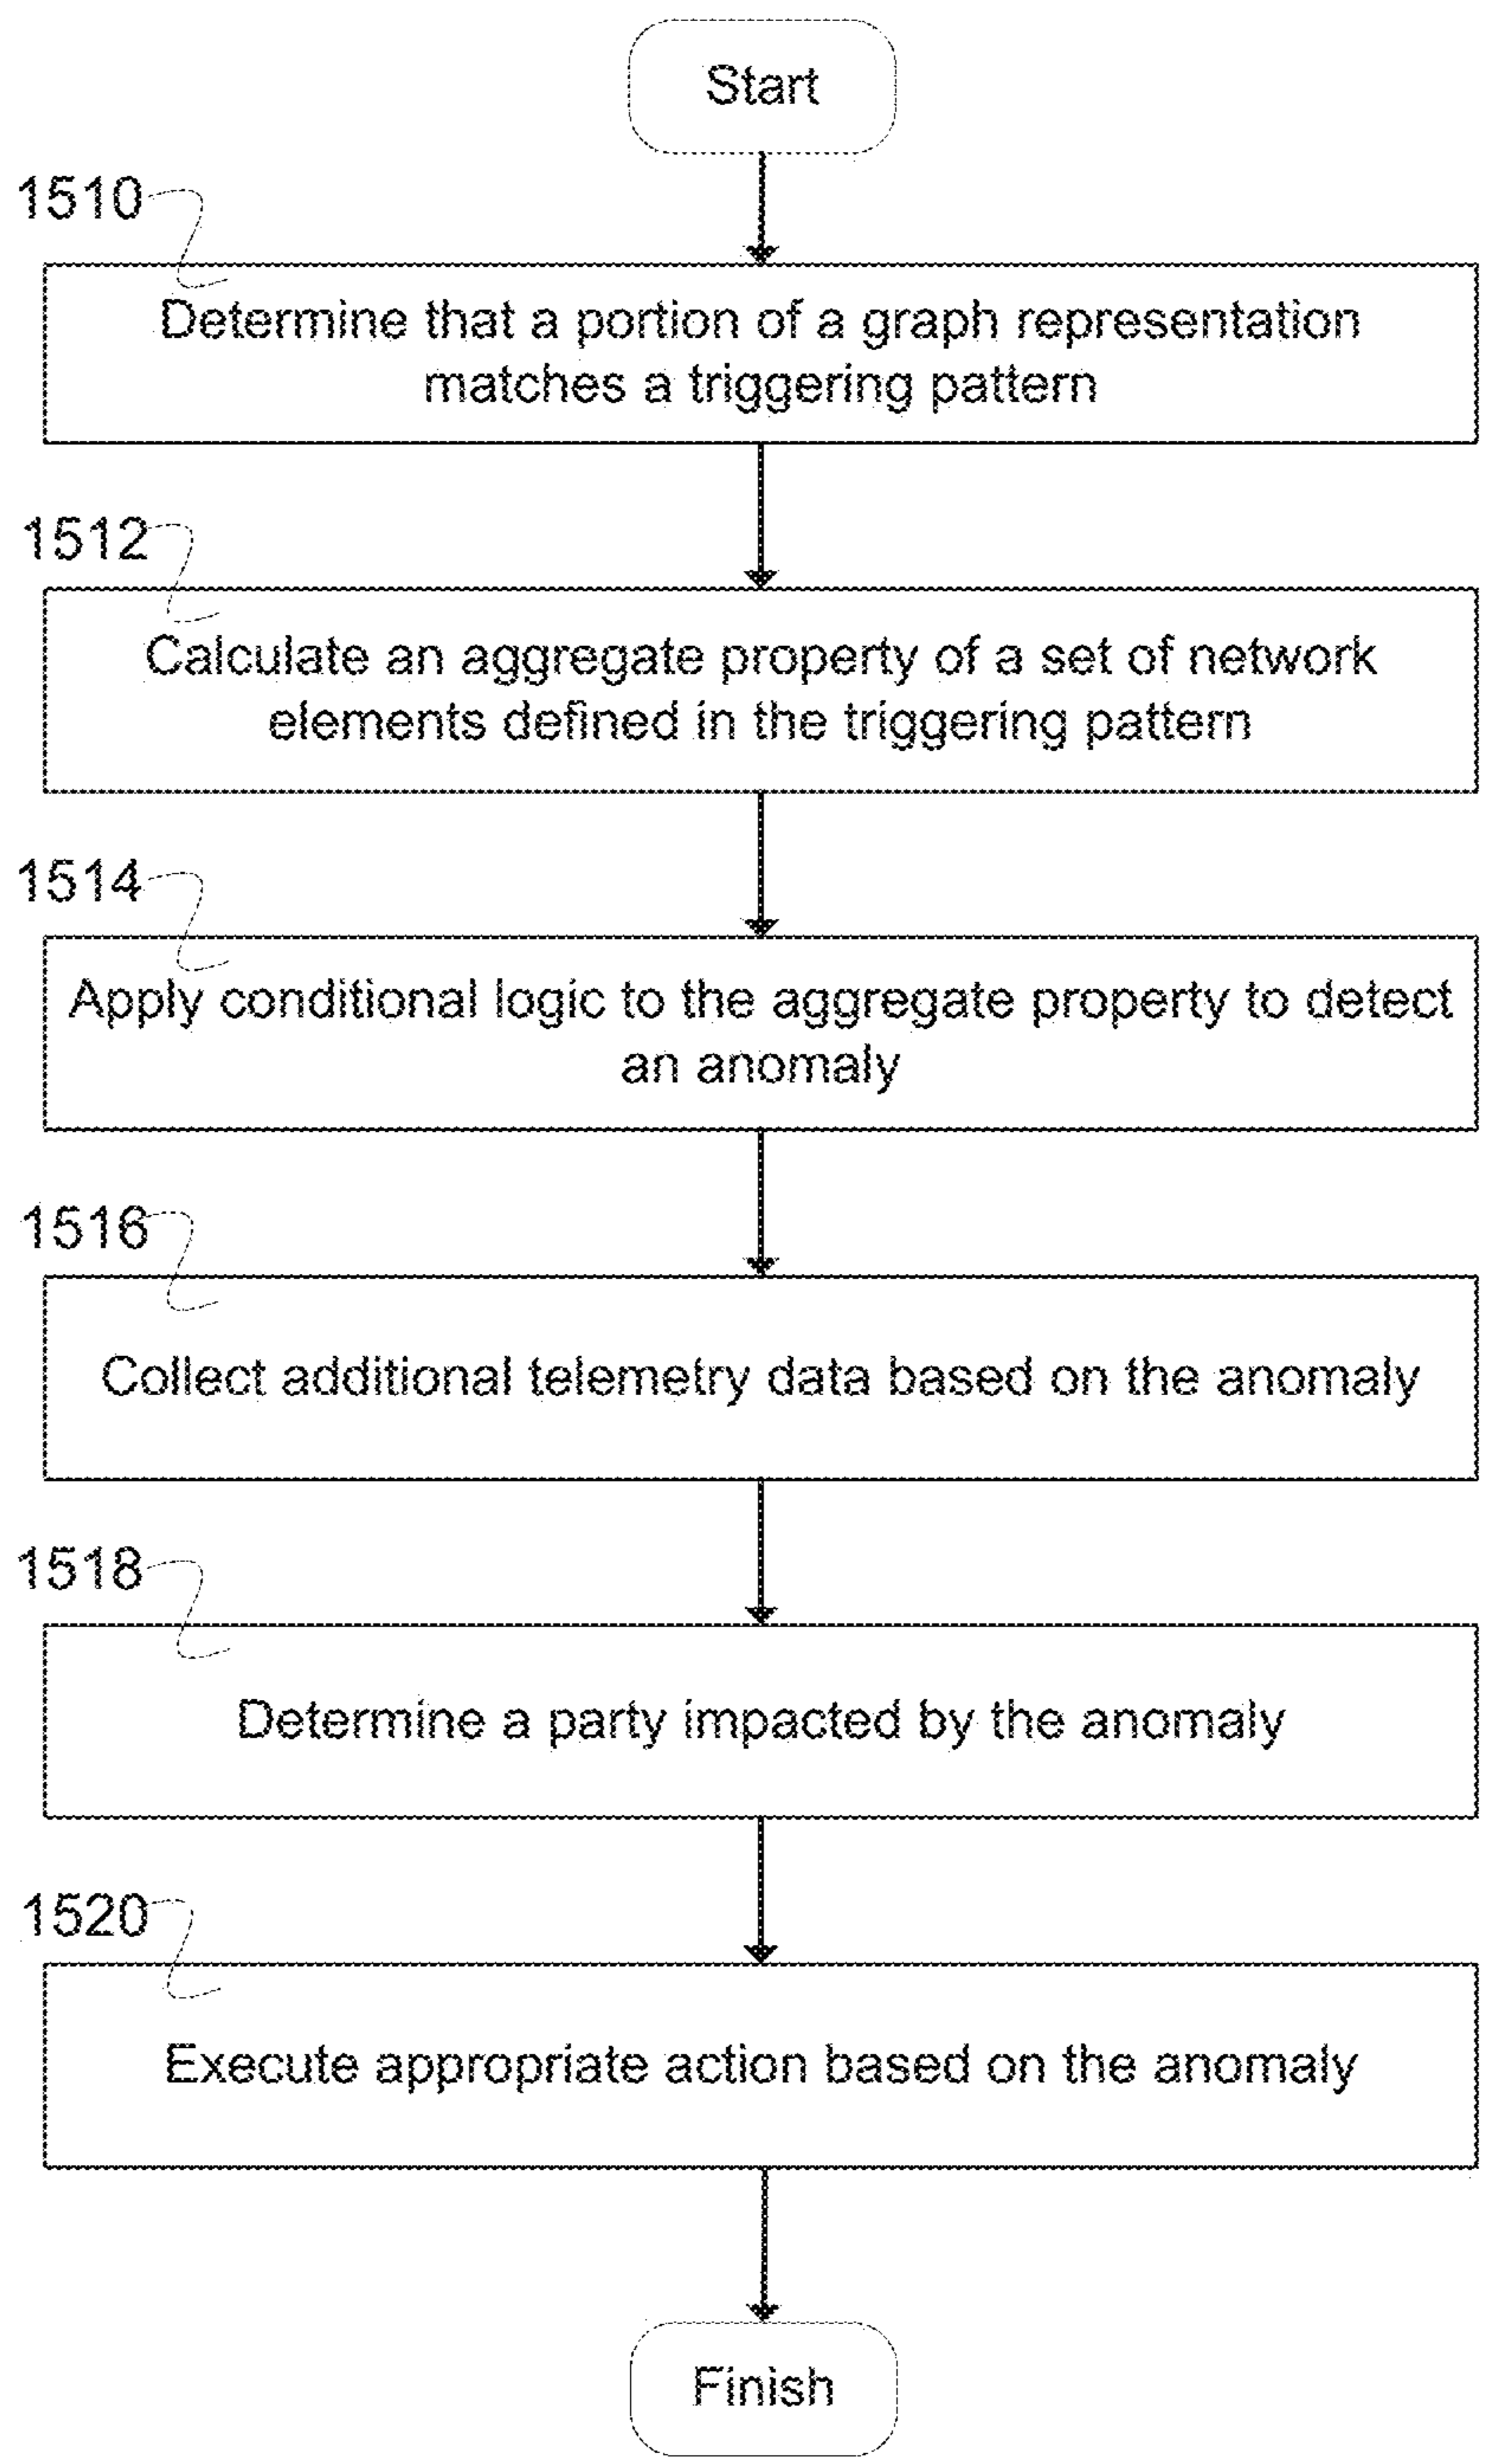 Start
1510
Determine that a portion of a graph representation
matches a triggering pattern
1512
Calculate an aggregate property of a set of network
elements defined in the triggering pattern
1514
Apply conditional logic to the aggregate property to detect
an anomaly
1516
Collect additional telemetry data based on the anomaly
1518
Determine a party impacted by the anomaly
1520
Execute appropriate action based on the anomaly
Finish